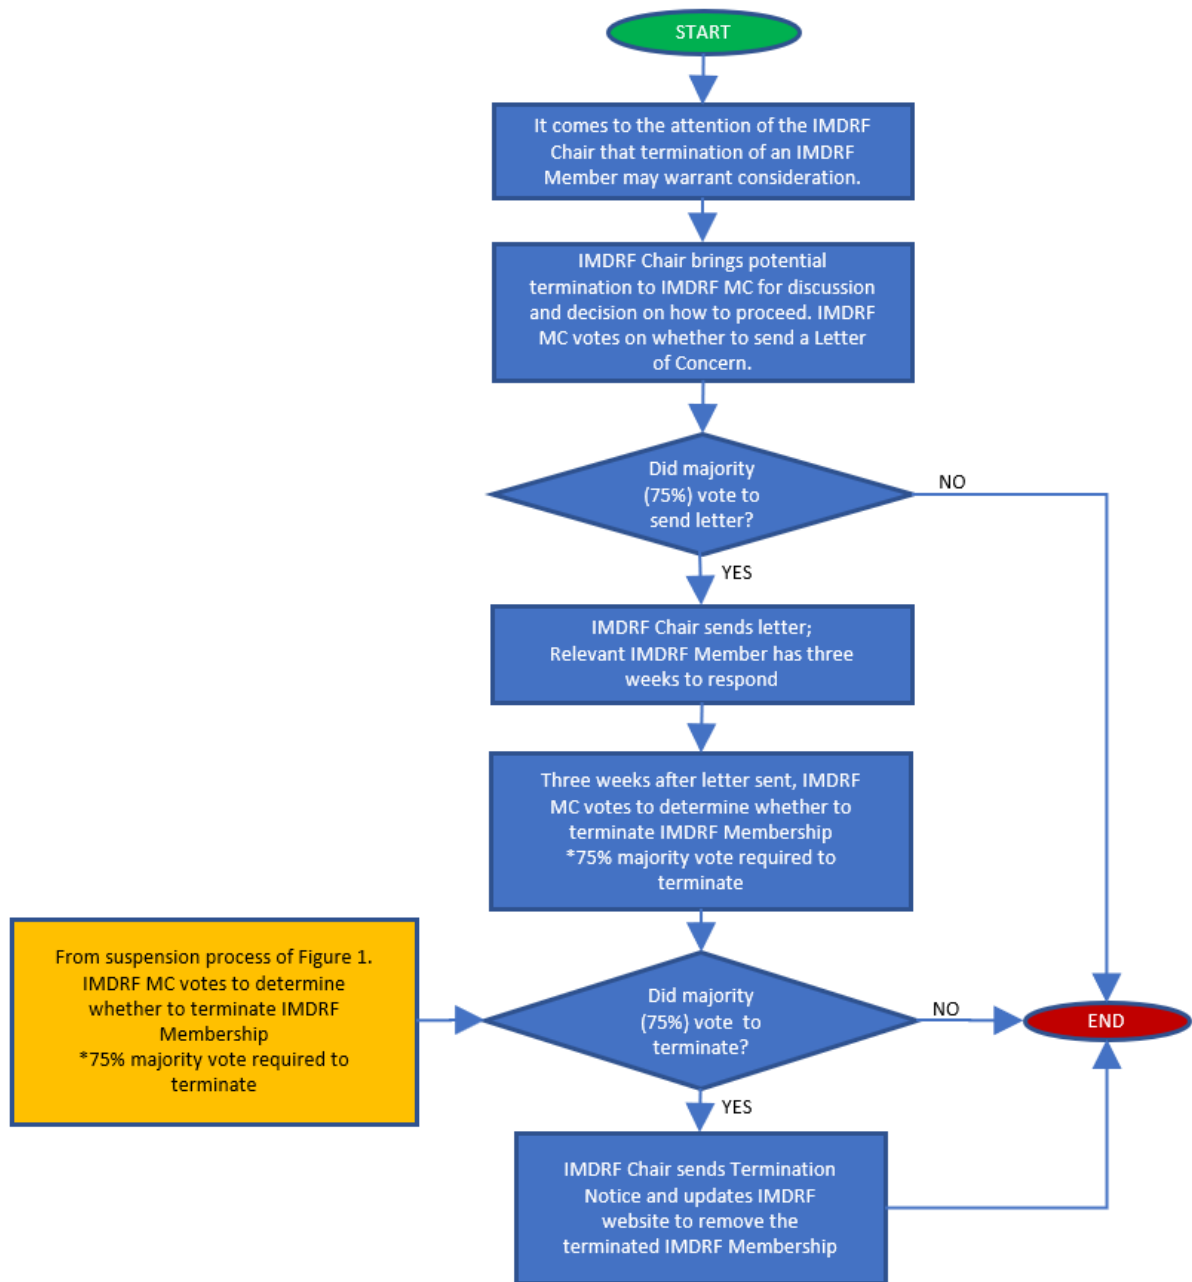 START
It comes to the attention of the IMDRF
Chair that termination of an IMDRF
Member may warrant consideration.
IMDRF Chair brings potential
termination to IMDRF MC for discussion
and decision on how to proceed. IMDRF
MC votes on whether to send a Letter
of Concern.
Did majority
(75%) vote to
send letter?
NO
YES
IMDRF Chair sends letter;
Relevant IMDRF Member has three
weeks to respond
Three weeks after letter sent, IMDRF
MC votes to determine whether to
terminate IMDRF Membership
*75% majority vote required to
terminate
From suspension process of Figure 1.
IMDRF MC votes to determine
whether to terminate IMDRF
Membership
*75% majority vote required to
terminate
Did majority
(75%) vote to
terminate?
NO
END
YES
IMDRF Chair sends Termination
Notice and updates IMDRF
website to remove the
terminated IMDRF Membership